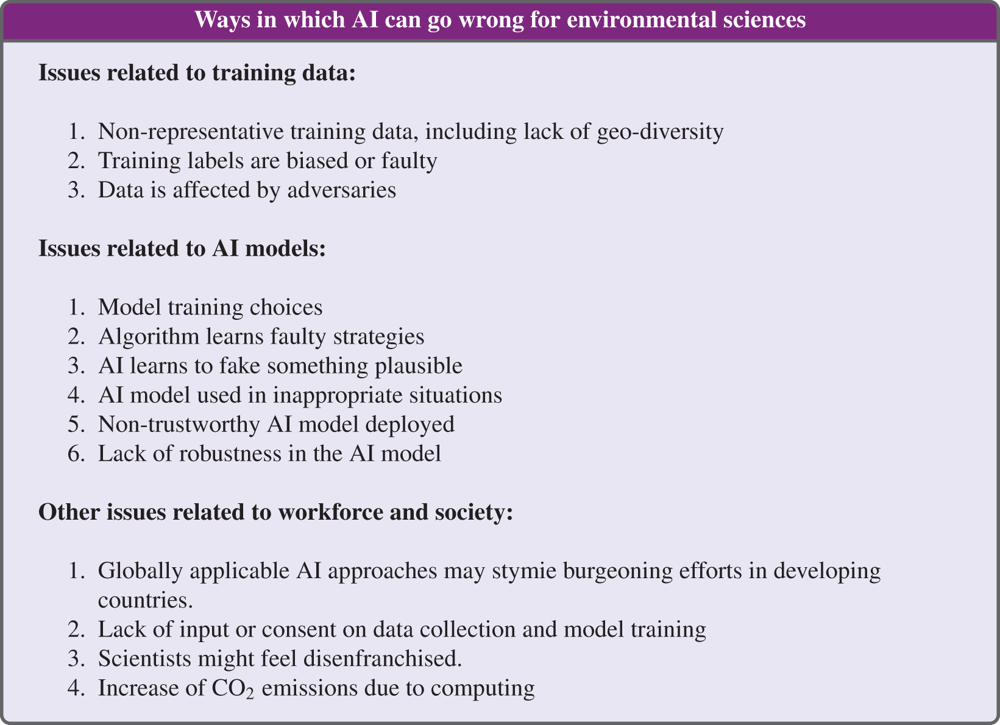 Ways in which AI can go wrong for environmental sciences
Issues related to training data:
1. Non-representative training data, including lack of geo-diversity
2. Training labels are biased or faulty
3. Data is affected by adversaries
Issues related to AI models:
1. Model training choices
2. Algorithm learns faulty strategies
3. AI learns to fake something plausible
4. AI model used in inappropriate situations
5. Non-trustworthy AI model deployed
6. Lack of robustness in the AI model
Other issues related to workforce and society:
1. Globally applicable AI approaches may stymie burgeoning efforts in developing
countries.
2. Lack of input or consent on data collection and model training
3. Scientists might feel disenfranchised.
4. Increase of CO₂ emissions due to computing